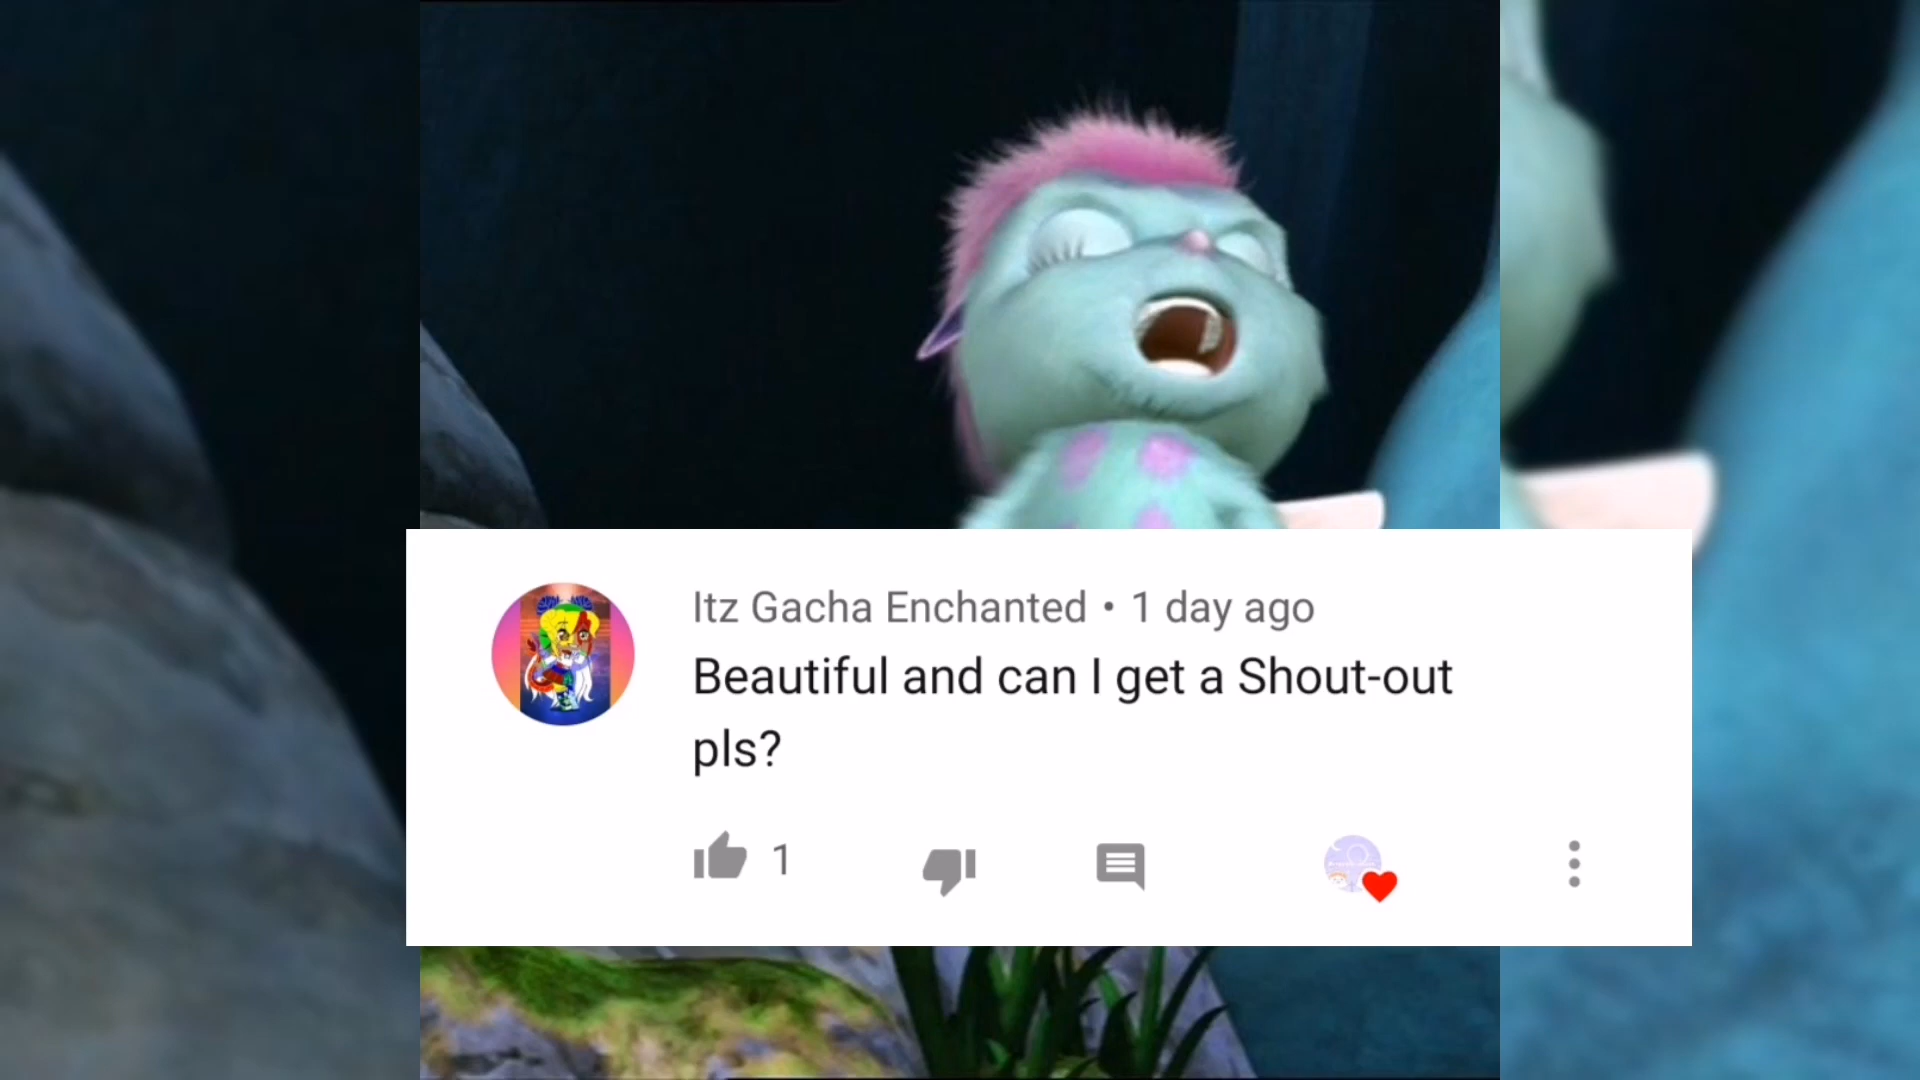 Itz Gacha Enchanted • 1 day ago
Beautiful and can I get a Shout-out
pls?
1